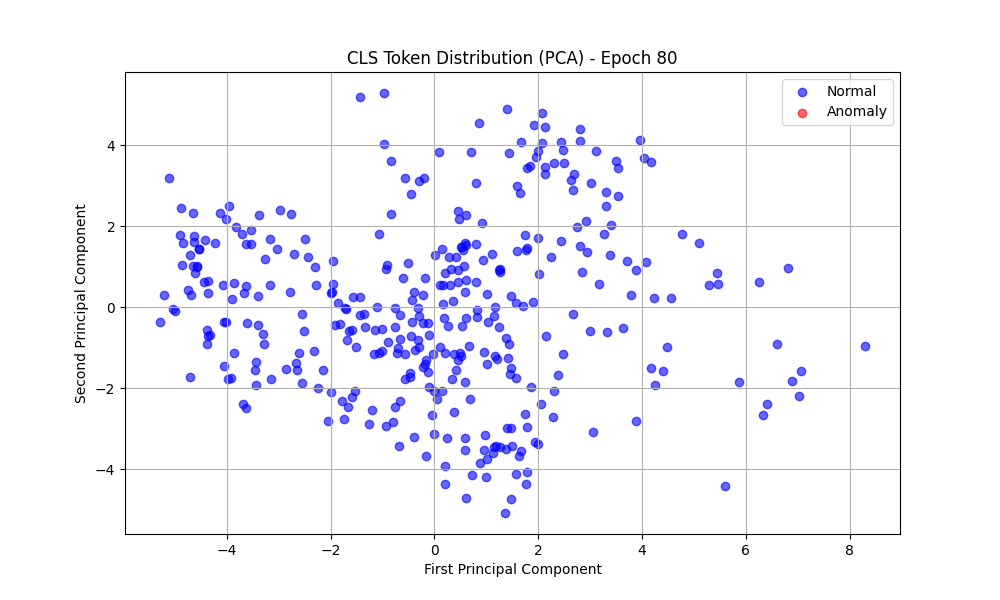 CLS Token Distribution (PCA) - Epoch 80
Normal
Anomaly
Second Principal Component
4
2
0
−2
−4
−4 −2 0 2 4 6 8
First Principal Component